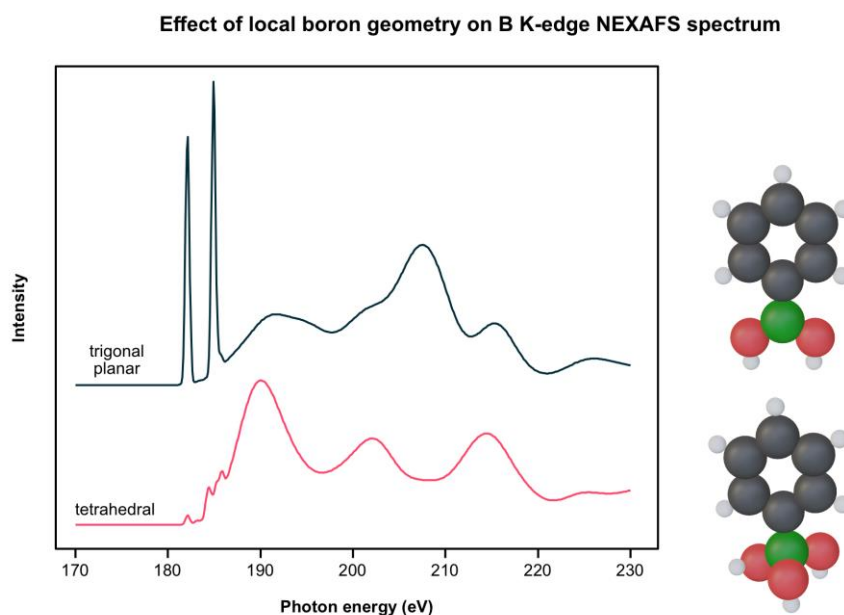 Effect of local boron geometry on B K-edge NEXAFS spectrum
Intensity
trigonal
planar
tetrahedral
170 180 190 200 210 220 230
Photon energy (eV)